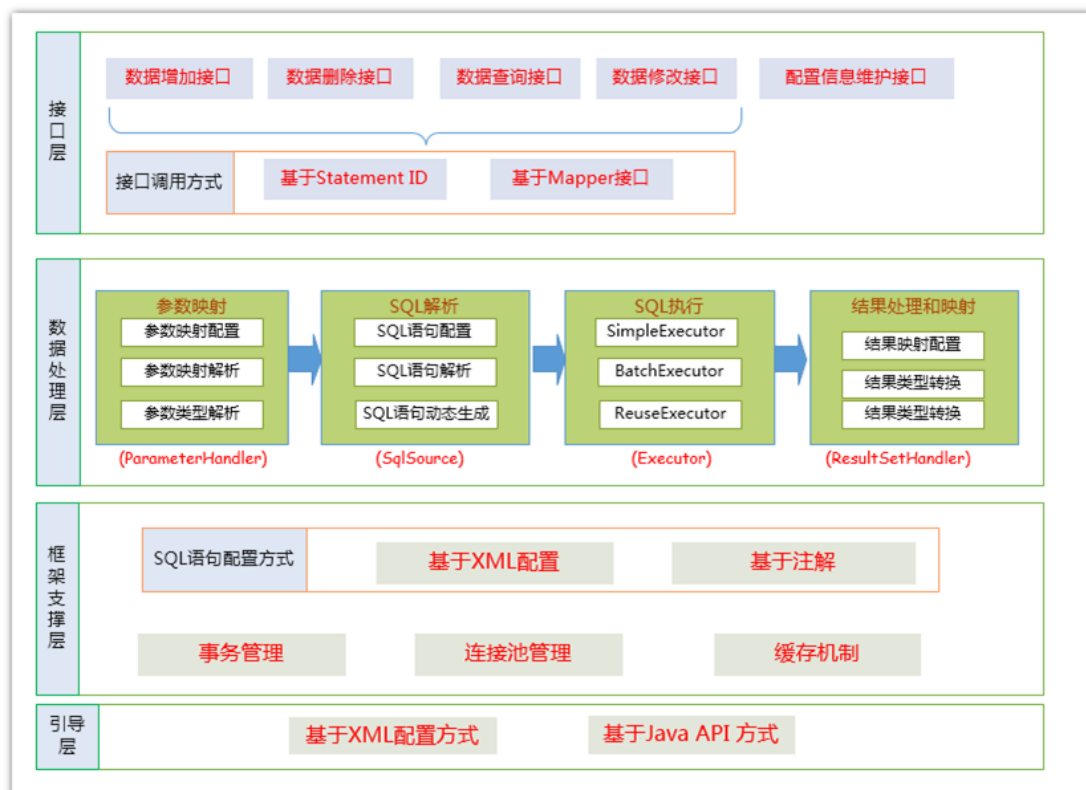 接口层
数据增加接口
数据删除接口
数据查询接口
数据修改接口
配置信息维护接口
接口调用方式
基于Statement ID
基于Mapper接口
数据处理层
参数映射
参数映射配置
参数映射解析
参数类型解析
(ParameterHandler)
SQL解析
SQL语句配置
SQL语句解析
SQL语句动态生成
(SqlSource)
SQL执行
SimpleExecutor
BatchExecutor
ReuseExecutor
(Executor)
结果处理和映射
结果映射配置
结果类型转换
结果类型转换
(ResultSetHandler)
框架支撑层
SQL语句配置方式
基于XML配置
基于注解
事务管理
连接池管理
缓存机制
引导层
基于XML配置方式
基于Java API 方式